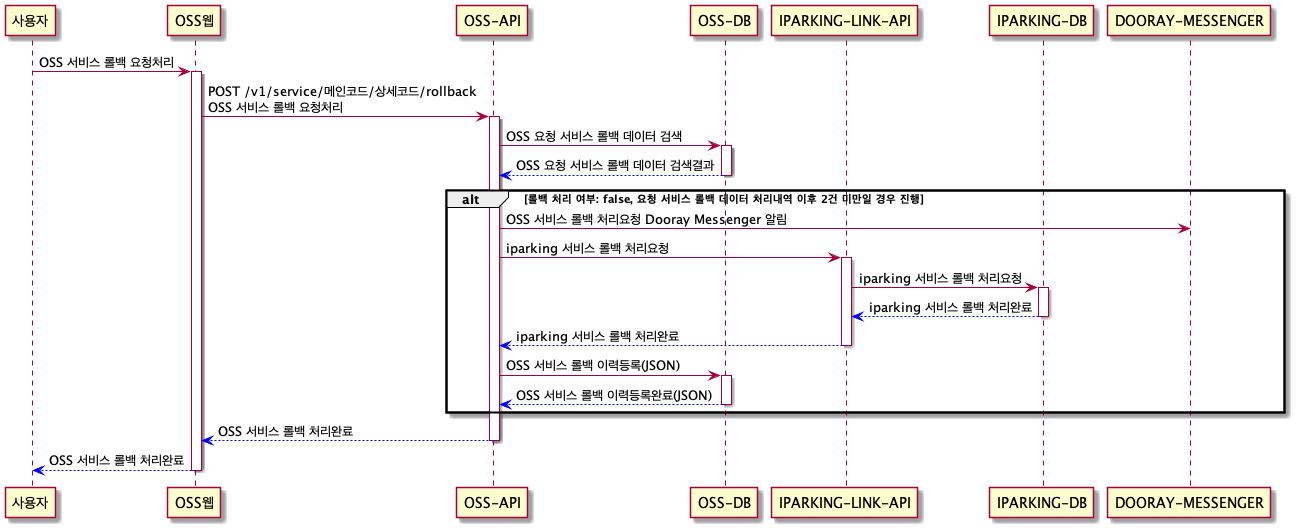 사용자
OSS웹
OSS-API
OSS-DB
IPARKING-LINK-API
IPARKING-DB
DOORAY-MESSENGER
OSS 서비스 롤백 요청처리
POST /v1/service/메인코드/상세코드/rollback
OSS 서비스 롤백 요청처리
OSS 요청 서비스 롤백 데이터 검색
OSS 요청 서비스 롤백 데이터 검색결과
alt
[롤백 처리 여부: false, 요청 서비스 롤백 데이터 처리내역 이후 2건 미만일 경우 진행]
OSS 서비스 롤백 처리요청 Dooray Messenger 알림
iparking 서비스 롤백 처리요청
iparking 서비스 롤백 처리요청
iparking 서비스 롤백 처리완료
iparking 서비스 롤백 처리완료
OSS 서비스 롤백 이력등록(JSON)
OSS 서비스 롤백 이력등록완료(JSON)
OSS 서비스 롤백 처리완료
OSS 서비스 롤백 처리완료
사용자
OSS웹
OSS-API
OSS-DB
IPARKING-LINK-API
IPARKING-DB
DOORAY-MESSENGER